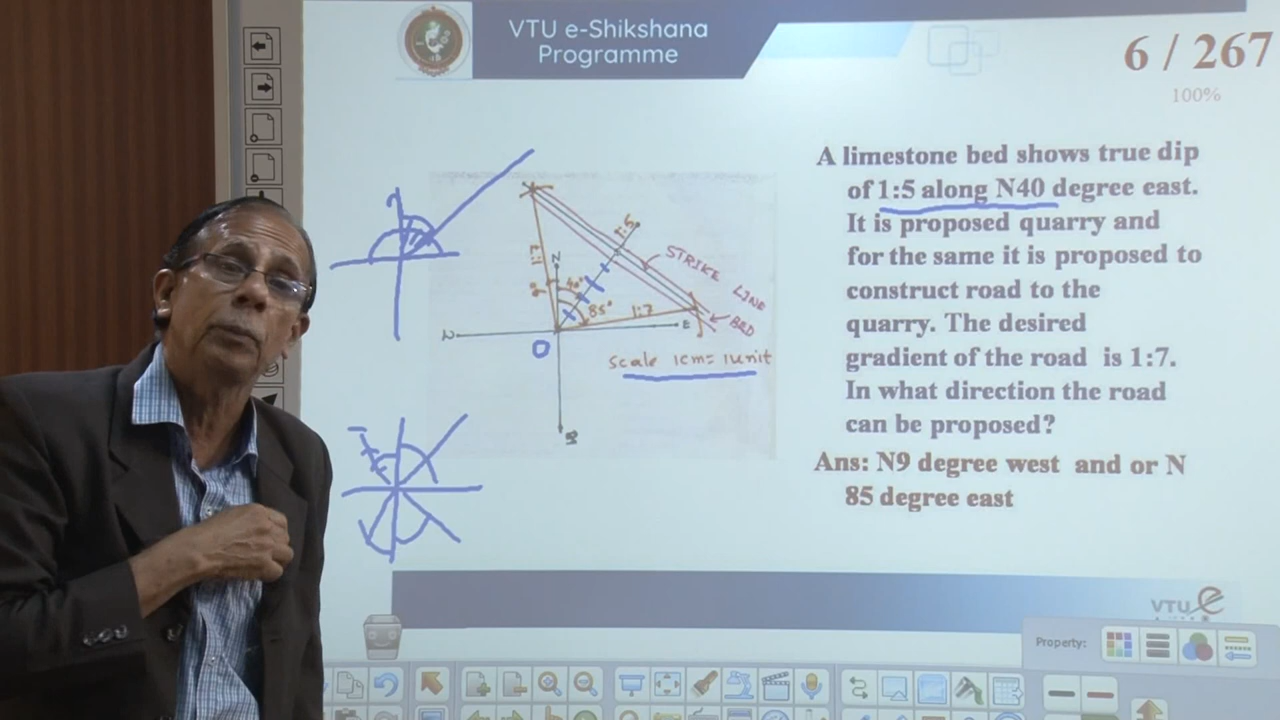 VTU e-Shikshana
Programme
6 / 267
100%
A limestone bed shows true dip
of 1:5 along N40 degree east.
It is proposed quarry and
for the same it is proposed to
construct road to the
quarry. The desired
gradient of the road is 1:7.
In what direction the road
can be proposed?
Ans: N9 degree west and or N
85 degree east
1:5
STRIKE LINE
1:7
N
9°
40°
85°
1:7
BED
E
O
scale 1cm = 1unit
VTU e
Property: